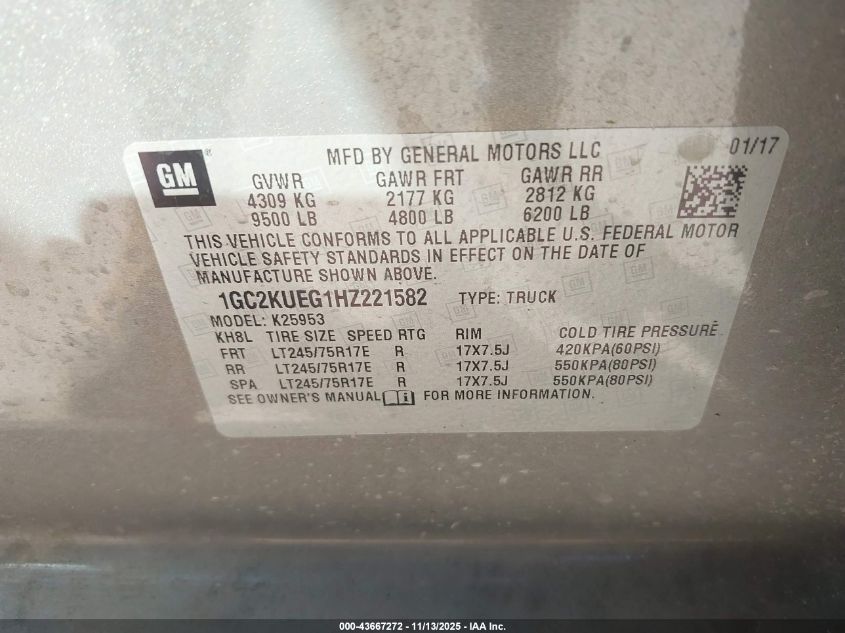 GM
MFD BY GENERAL MOTORS LLC
01/17
GVWR GAWR FRT GAWR RR
4309 KG 2177 KG 2812 KG
9500 LB 4800 LB 6200 LB
THIS VEHICLE CONFORMS TO ALL APPLICABLE U.S. FEDERAL MOTOR
VEHICLE SAFETY STANDARDS IN EFFECT ON THE DATE OF
MANUFACTURE SHOWN ABOVE.
1GC2KUEG1HZ221582 TYPE: TRUCK
MODEL: K25953
KH8L TIRE SIZE SPEED RTG RIM COLD TIRE PRESSURE
FRT LT245/75R17E R 17X7.5J 420KPA(60PSI)
RR LT245/75R17E R 17X7.5J 550KPA(80PSI)
SPA LT245/75R17E R 17X7.5J 550KPA(80PSI)
SEE OWNER'S MANUAL FOR MORE INFORMATION.
000-43667272 - 11/13/2025 - IAA Inc.